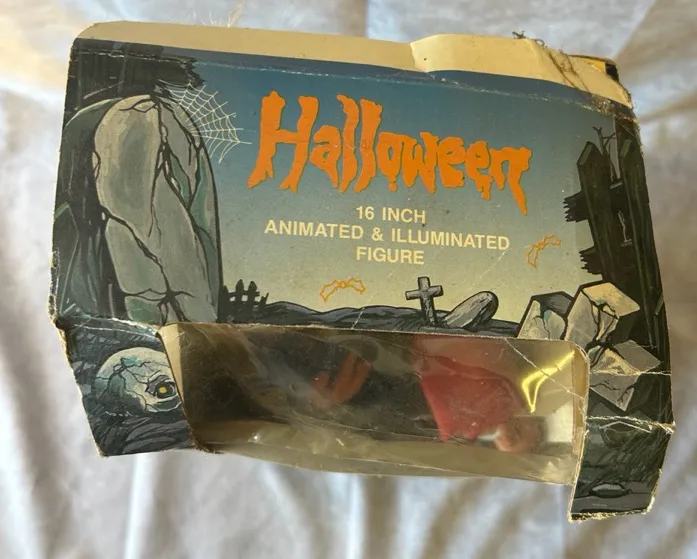 Halloween
16 INCH
ANIMATED & ILLUMINATED
FIGURE